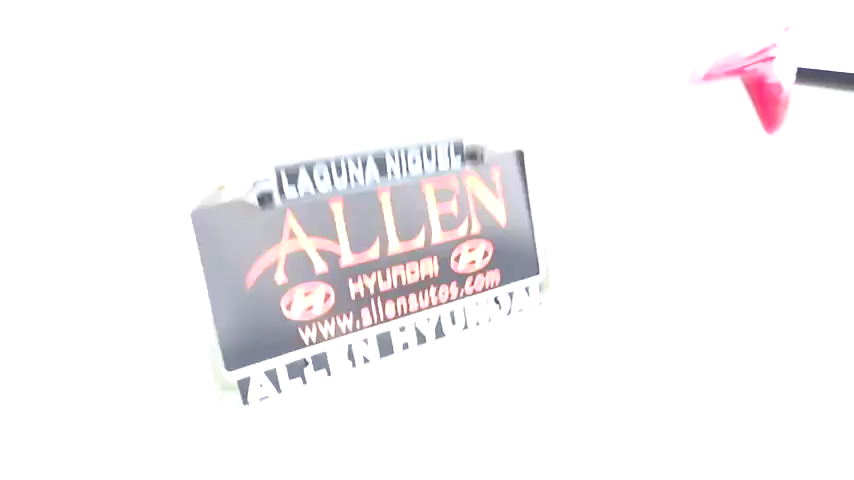 LAGUNA NIGUEL
ALLEN
HYUNDAI
www.allenautos.com
ALLEN HYUNDAI